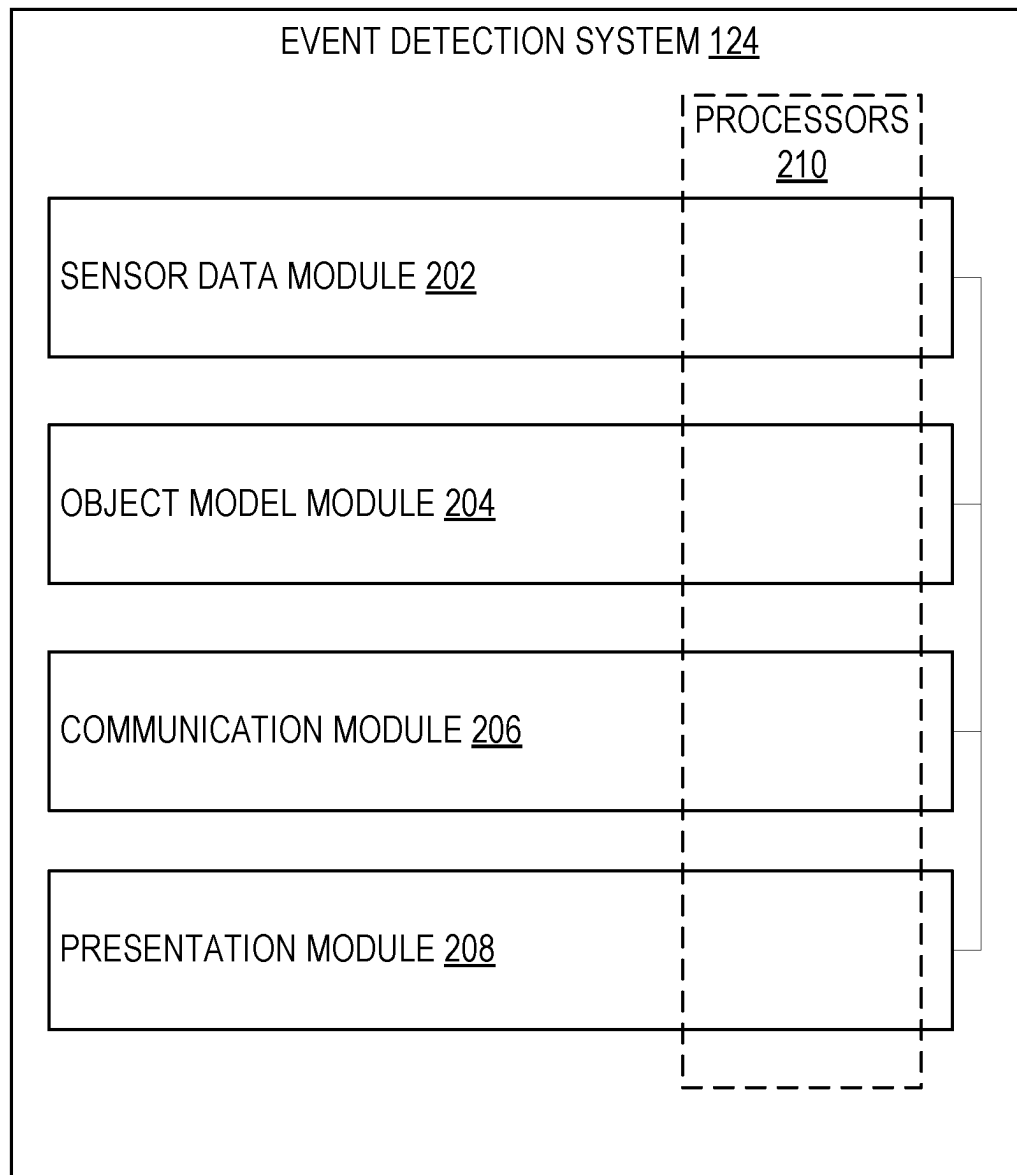 EVENT DETECTION SYSTEM 124
PROCESSORS
210
SENSOR DATA MODULE 202
OBJECT MODEL MODULE 204
COMMUNICATION MODULE 206
PRESENTATION MODULE 208